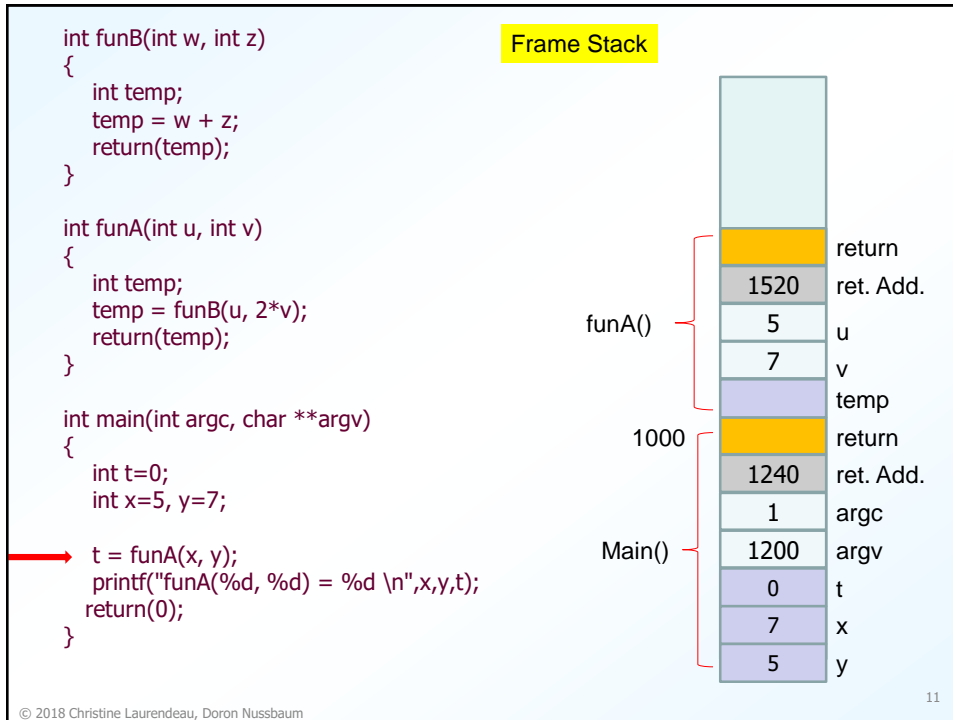 int funB(int w, int z)
{
int temp;
temp = w + z;
return(temp);
}
int funA(int u, int v)
{
int temp;
temp = funB(u, 2*v);
return(temp);
}
int main(int argc, char **argv)
{
int t=0;
int x=5, y=7;
t = funA(x, y);
printf("funA(%d, %d) = %d \n",x,y,t);
return(0);
}
Frame Stack
return
1520 ret. Add.
funA()
5 u
7 v
temp
1000 return
1240 ret. Add.
1 argc
Main() 1200 argv
0 t
7 x
5 y
© 2018 Christine Laurendeau, Doron Nussbaum
11